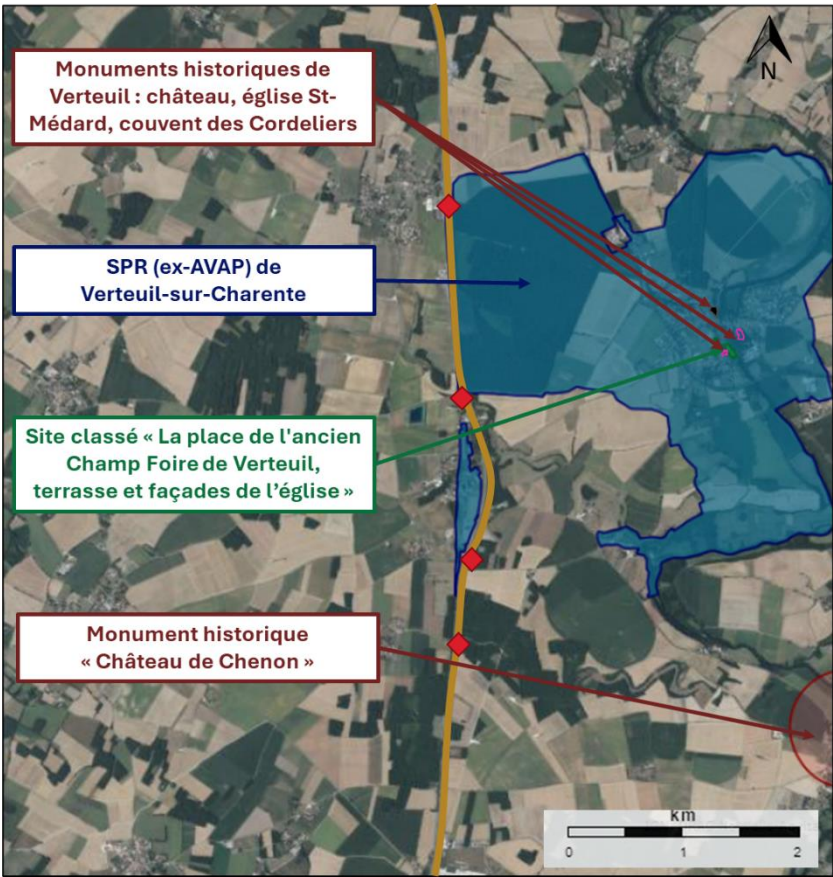 N
Monuments historiques de
Verteuil : château, église St-
Médard, couvent des Cordeliers
SPR (ex-AVAP) de
Verteuil-sur-Charente
Site classé « La place de l'ancien
Champ Foire de Verteuil,
terrasse et façades de l’église »
Monument historique
« Château de Chenon »
km
0 1 2